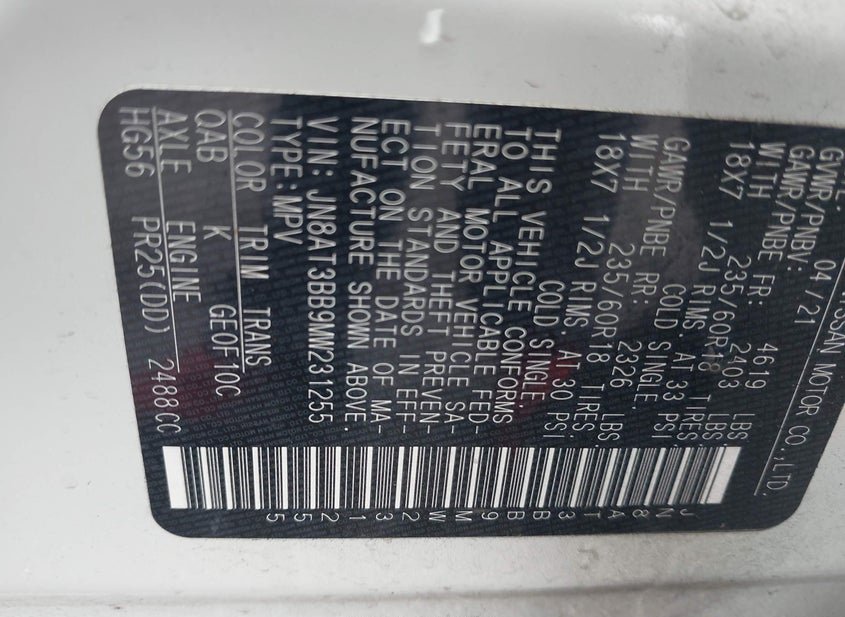 NISSAN MOTOR CO.,LTD.
04/21
GVWR/PNBV: 4619 LBS
GAWR/PNBE FR: 2403 LBS
WITH 235/60R18 TIRES:
18X7 1/2J RIMS. AT 33 PSI
COLD SINGLE.
GAWR/PNBE RR: 2326 LBS
WITH 235/60R18 TIRES:
18X7 1/2J RIMS AT 30 PSI
COLD SINGLE.
THIS VEHICLE CONFORMS
TO ALL APPLICABLE FED-
ERAL MOTOR VEHICLE SA-
FETY AND THEFT PREVEN-
TION STANDARDS IN EFF-
ECT ON THE DATE OF MA-
NUFACTURE SHOWN ABOVE.
VIN: JN8AT3BB9MW231255
TYPE:MPV
COLOR TRIM TRANS
QAB K GE0F10C
AXLE ENGINE
HG56 PR25(DD) 2488CC
JN8AT3BB9MW231255